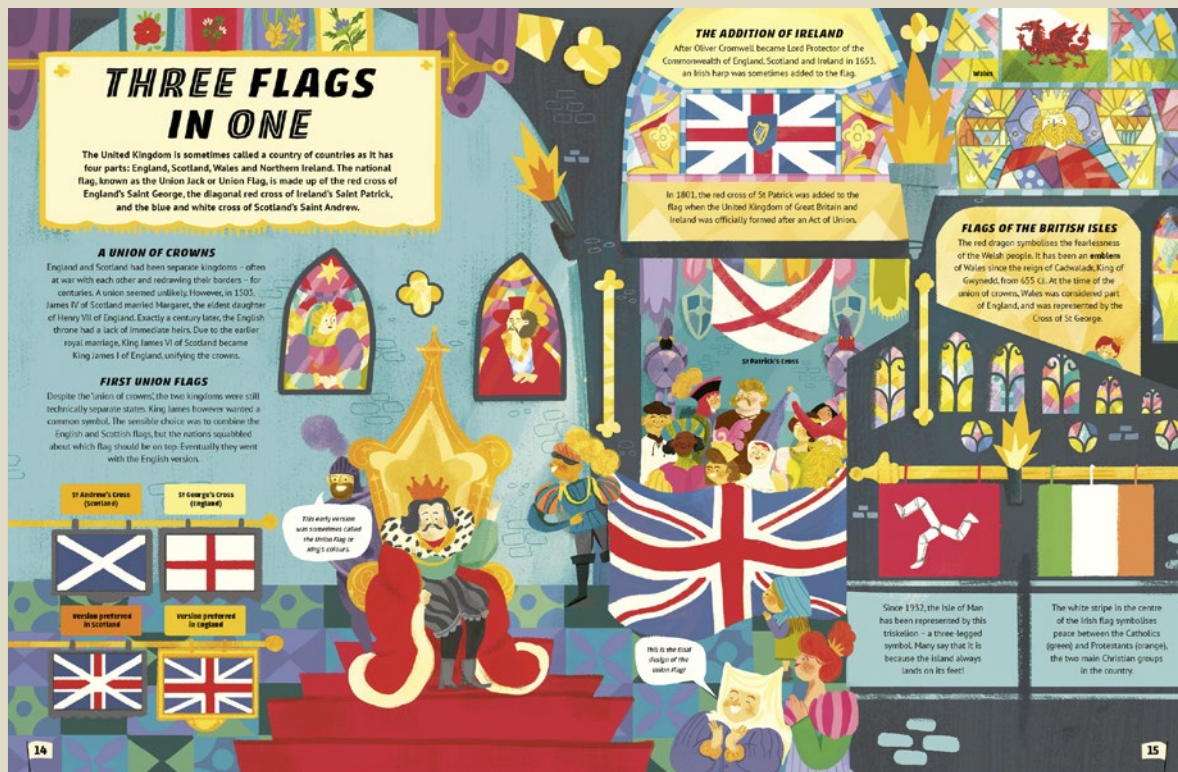 THREE FLAGS
IN ONE
The United Kingdom is sometimes called a country of countries as it has
four parts: England, Scotland, Wales and Northern Ireland. The national
flag, known as the Union Jack or Union Flag, is made up of the red cross of
England's Saint George, the diagonal red cross of Ireland's Saint Patrick,
and the blue and white cross of Scotland's Saint Andrew.
A UNION OF CROWNS
England and Scotland had been separate kingdoms – often
at war with each other and redrawing their borders – for
centuries. A union seemed unlikely. However, in 1503,
James IV of Scotland married Margaret, the eldest daughter
of Henry VII of England. Exactly a century later, the English
throne had a lack of immediate heirs. Due to the earlier
royal marriage, King James VI of Scotland became
King James I of England, unifying the crowns.
FIRST UNION FLAGS
Despite the 'union of crowns', the two kingdoms were still
technically separate states. King James however wanted a
common symbol. The sensible choice was to combine the
English and Scottish flags, but the nations squabbled
about which flag should be on top. Eventually they went
with the English version.
St Andrew's Cross
(Scotland)
St George's Cross
(England)
Version preferred
in Scotland
Version preferred
in England
This early version
was sometimes called
the Union Flag or
king's colours.
14
THE ADDITION OF IRELAND
After Oliver Cromwell became Lord Protector of the
Commonwealth of England, Scotland and Ireland in 1653,
an Irish harp was sometimes added to the flag.
In 1801, the red cross of St Patrick was added to the
flag when the United Kingdom of Great Britain and
Ireland was officially formed after an Act of Union.
St Patrick's Cross
This is the final
design of the
Union Flag!
Wales
FLAGS OF THE BRITISH ISLES
The red dragon symbolises the fearlessness
of the Welsh people. It has been an emblem
of Wales since the reign of Cadwaladr, King of
Gwynedd, from 655 CE. At the time of the
union of crowns, Wales was considered part
of England, and was represented by the
Cross of St George.
Since 1932, the Isle of Man
has been represented by this
triskelion – a three-legged
symbol. Many say that it is
because the island always
lands on its feet!
The white stripe in the centre
of the Irish flag symbolises
peace between the Catholics
(green) and Protestants (orange),
the two main Christian groups
in the country.
15